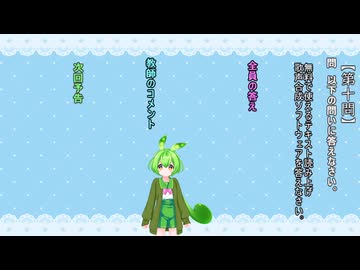 【第十問】
問 以下の問いに答えなさい。
無料で使えるテキスト読み上げ
歌声合成ソフトウェアを答えなさい。
全員の答え
教師のコメント
次回予告